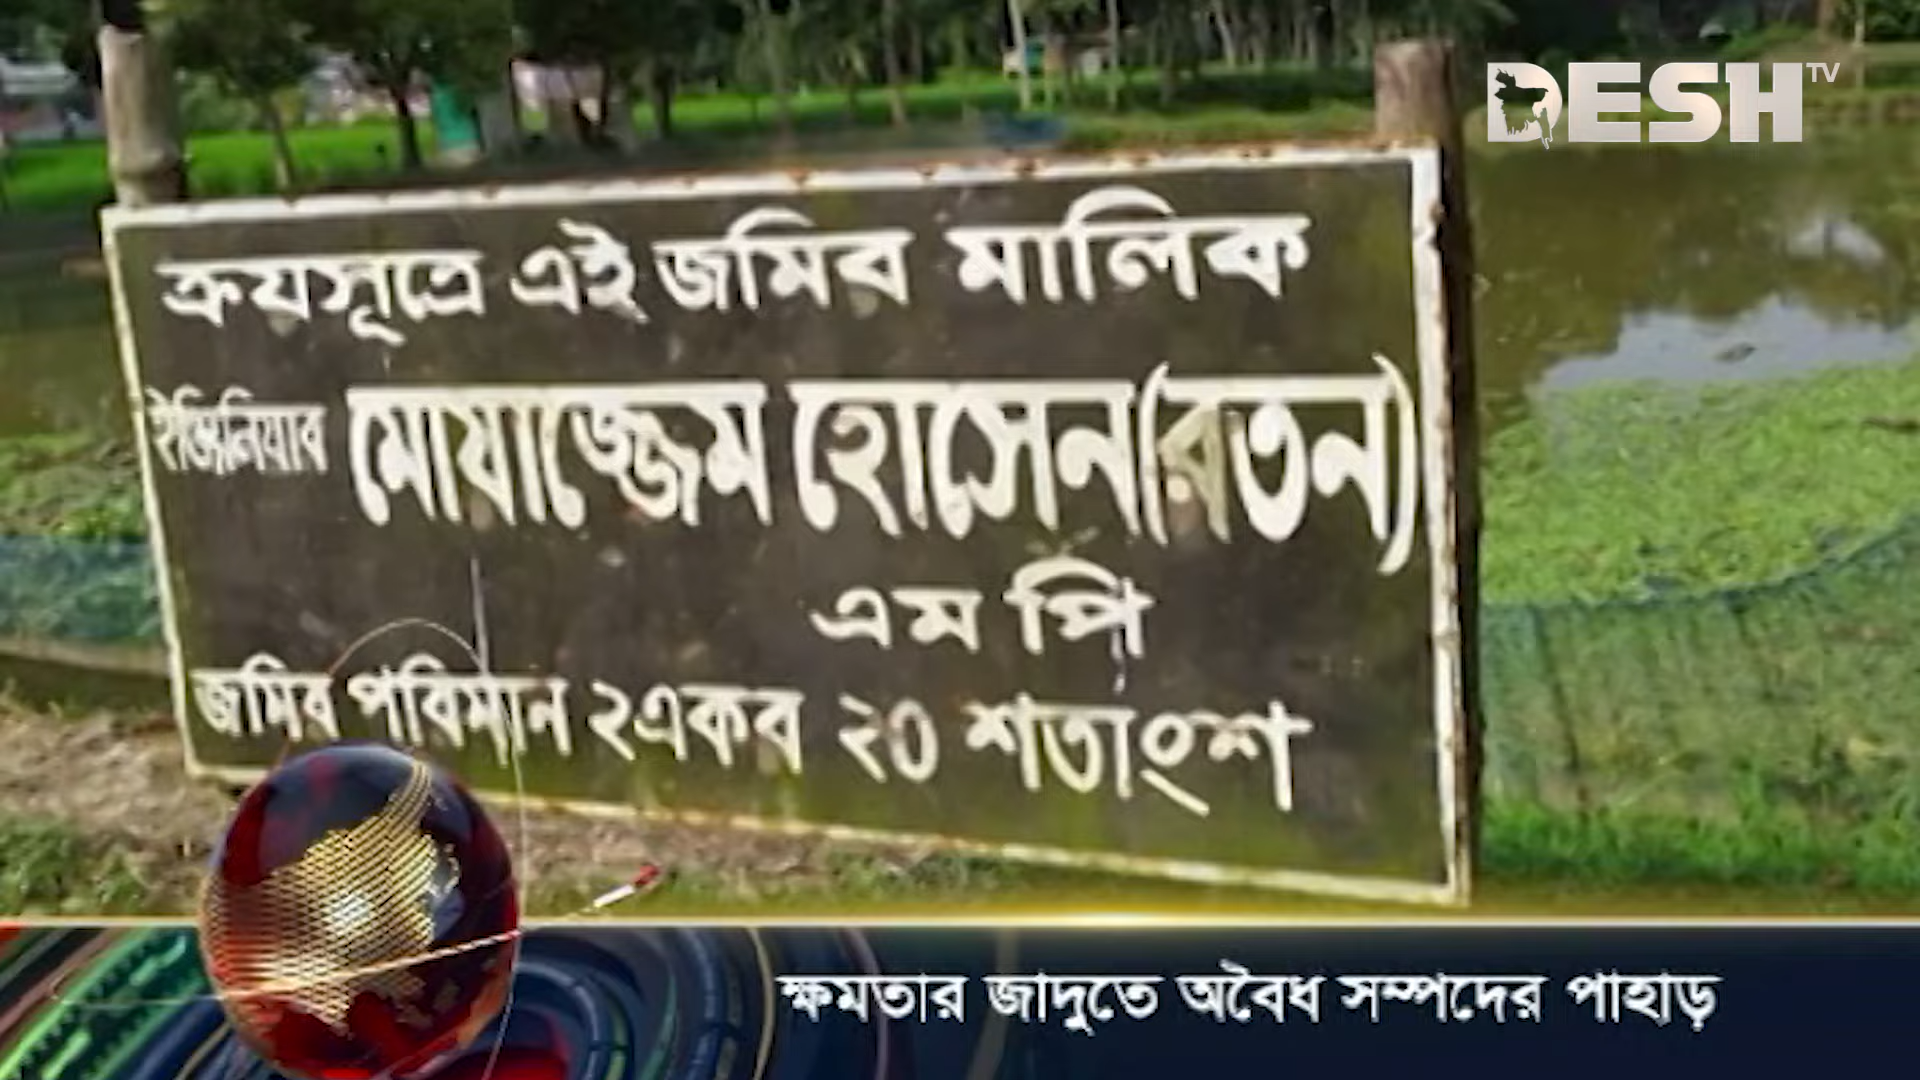 DESH TV
ক্রয়সূত্রে এই জমির মালিক
ইঞ্জিনিয়ার মোযাজ্জেম হোসেন(রতন)
এম পি
জমির পরিমান ২একর ২০ শতাংশ
ক্ষমতার জাদুতে অবৈধ সম্পদের পাহাড়